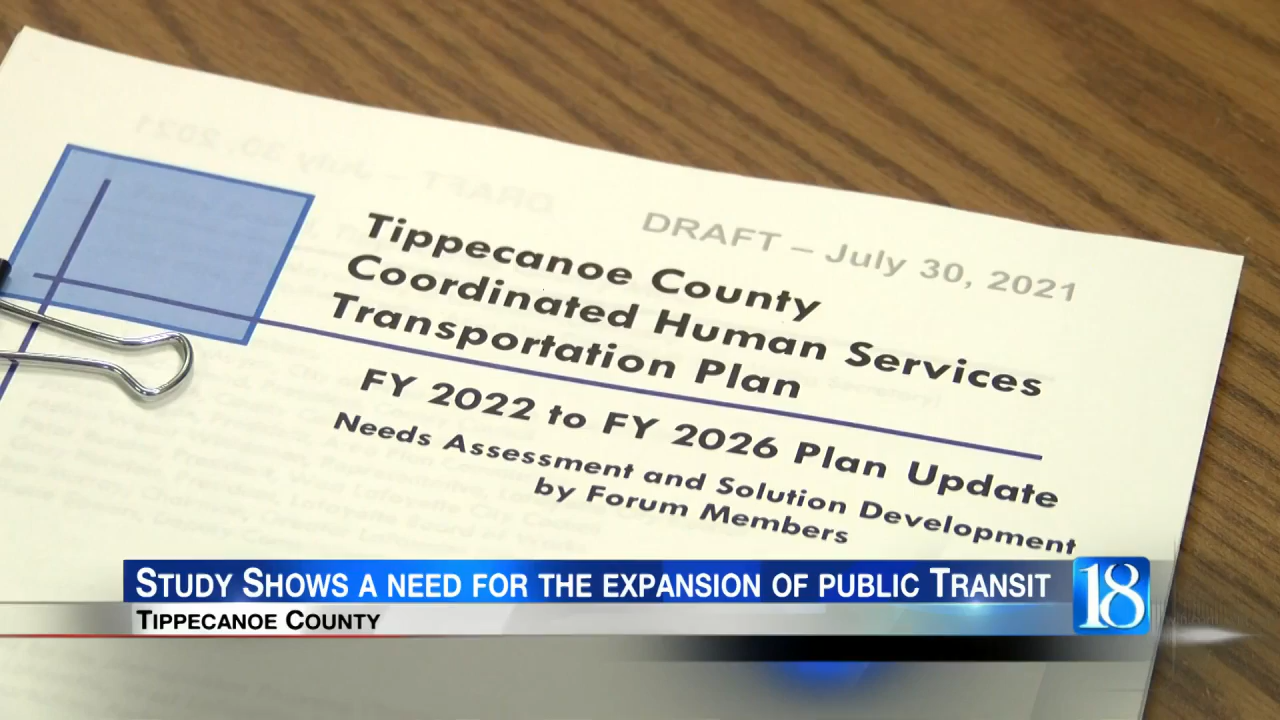 DRAFT – July 30, 2021
Tippecanoe County
Coordinated Human Services
Transportation Plan
FY 2022 to FY 2026 Plan Update
Needs Assessment and Solution Development
by Forum Members
STUDY SHOWS A NEED FOR THE EXPANSION OF PUBLIC TRANSIT
TIPPECANOE COUNTY
18